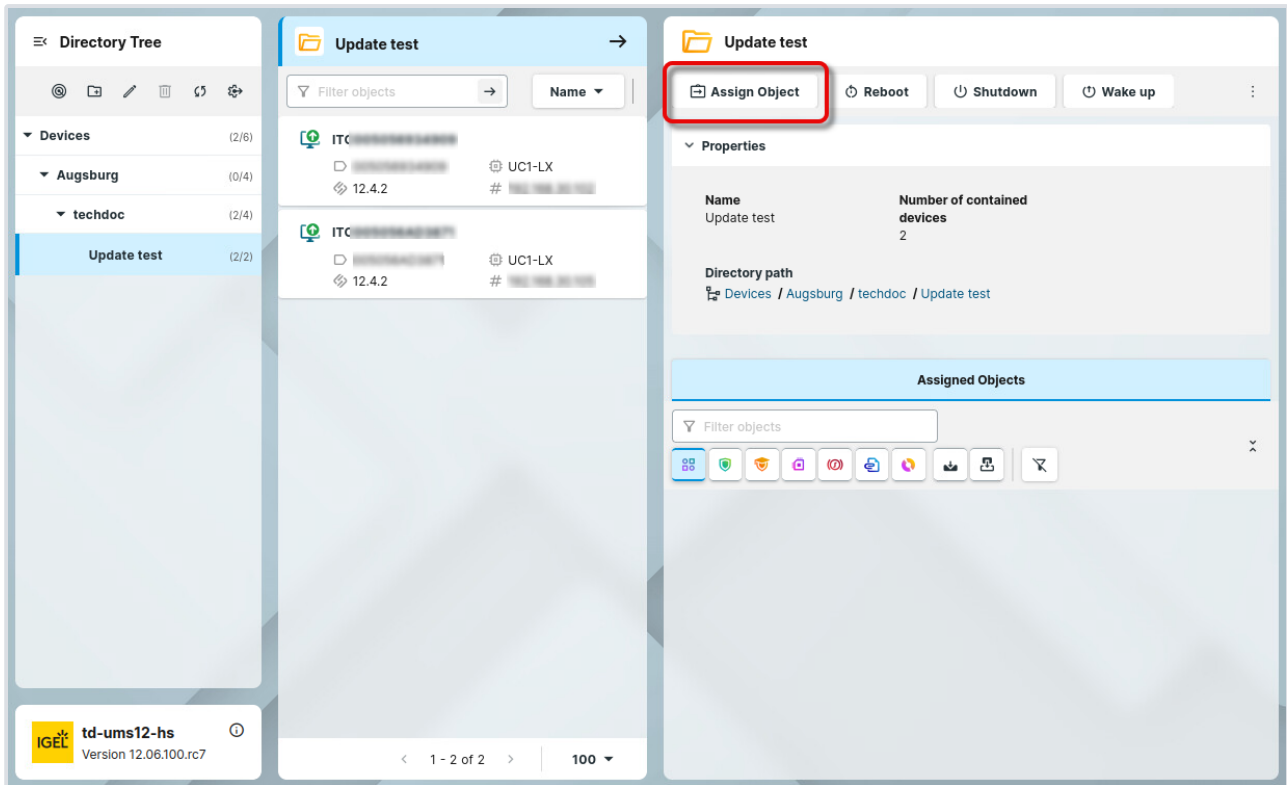 Directory Tree
Devices (2/6)
Augsburg (0/4)
techdoc (2/4)
Update test (2/2)
IGEL
td-ums12-hs
Version 12.06.100.rc7
Update test
Filter objects
Name
ITC
UC1-LX
12.4.2 #
ITC
UC1-LX
12.4.2 #
1 - 2 of 2
100
Update test
Assign Object Reboot Shutdown Wake up
Properties
Name
Update test
Number of contained
devices
2
Directory path
Devices / Augsburg / techdoc / Update test
Assigned Objects
Filter objects